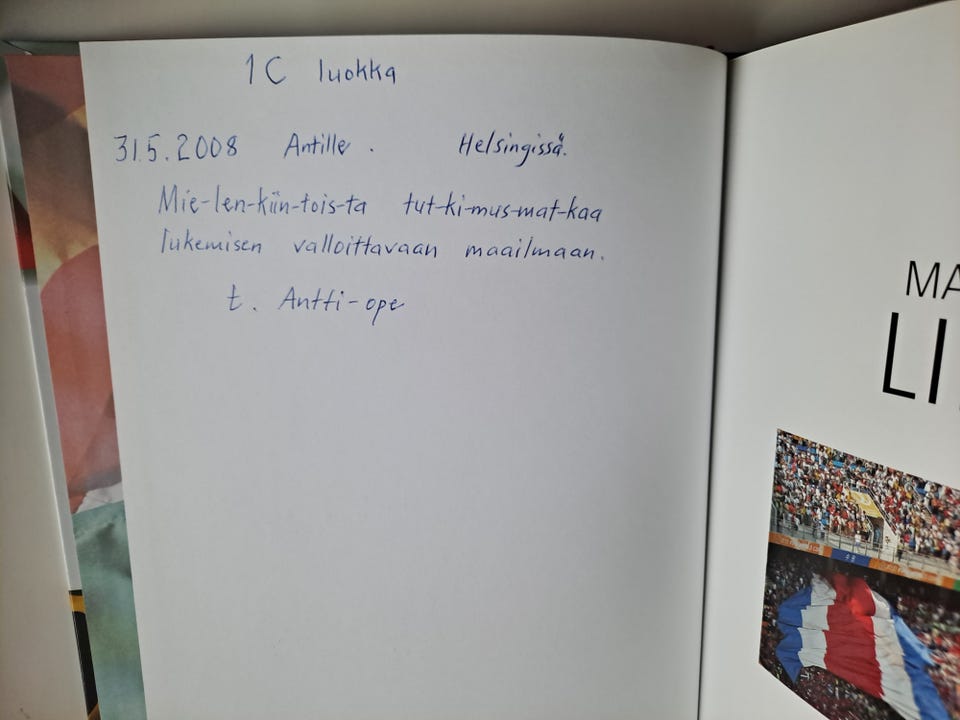 1C luokka
31.5.2008 Antille. Helsingissä.
Mie-len-kiin-tois-ta tut-ki-mus-mat-kaa
lukemisen valloittavaan maailmaan.
t. Antti-ope
MA
LI